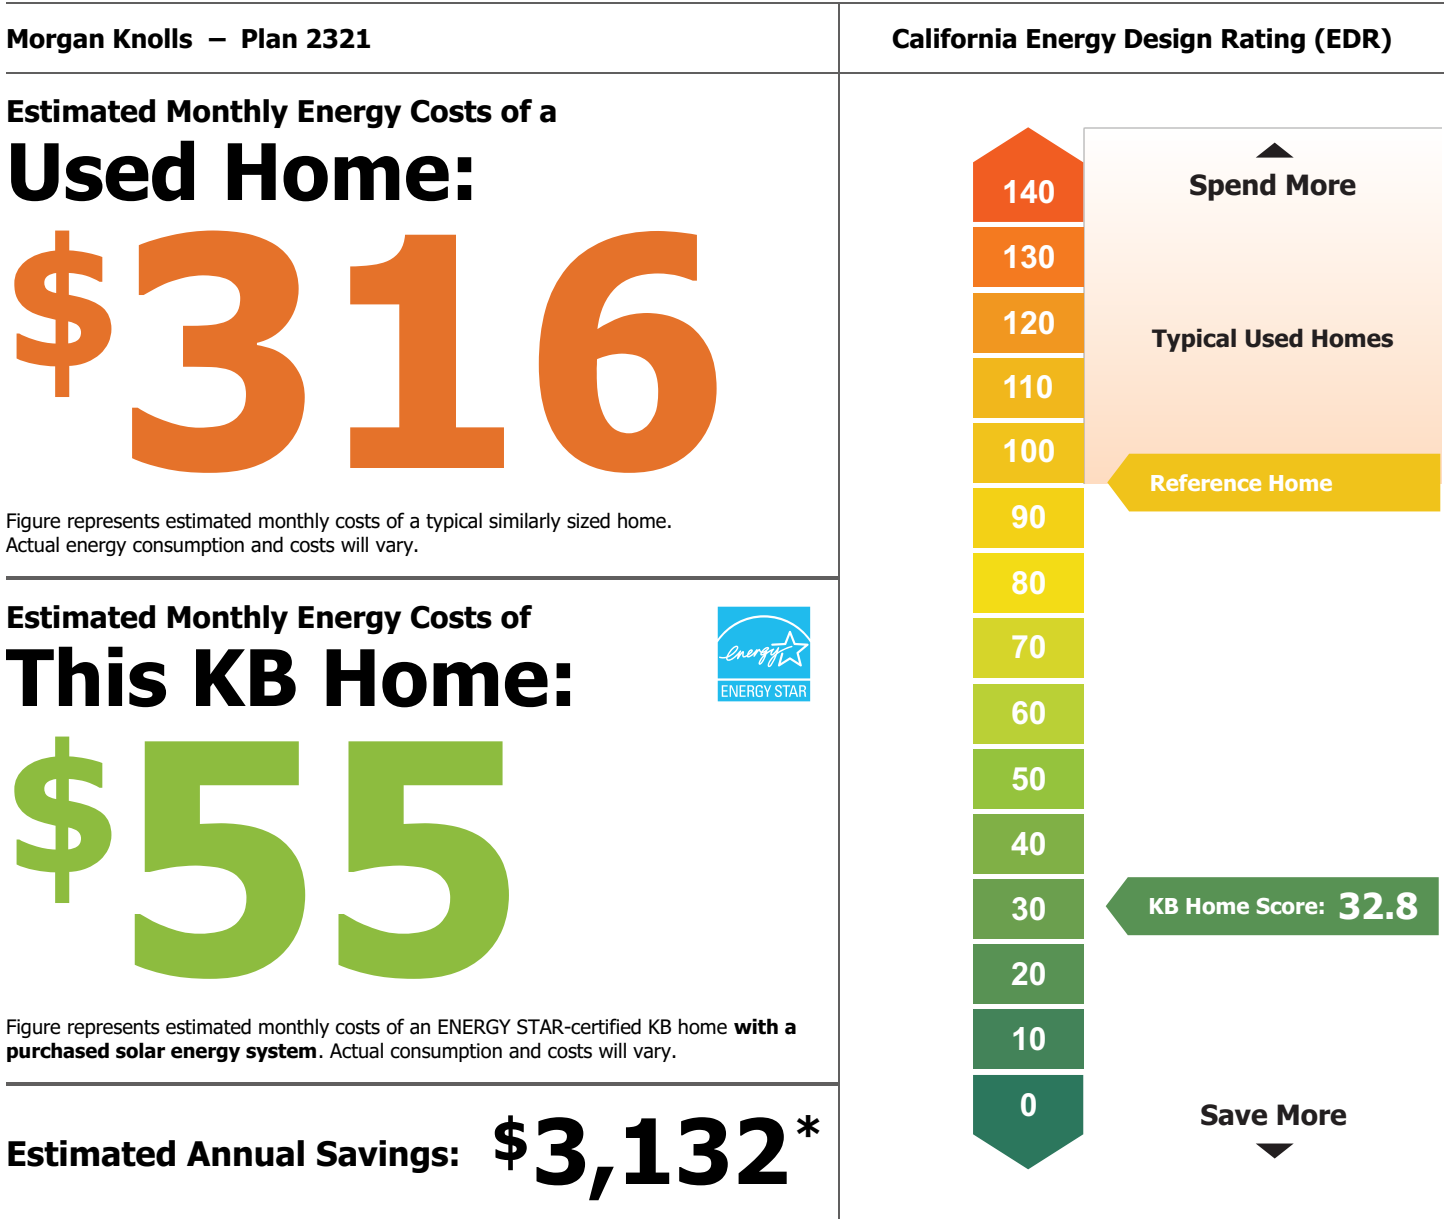 Morgan Knolls – Plan 2321
Estimated Monthly Energy Costs of a
Used Home:
$316
Figure represents estimated monthly costs of a typical similarly sized home.
Actual energy consumption and costs will vary.
Estimated Monthly Energy Costs of
This KB Home:
energy
ENERGY STAR
$55
Figure represents estimated monthly costs of an ENERGY STAR-certified KB home with a
purchased solar energy system. Actual consumption and costs will vary.
Estimated Annual Savings: $3,132*
California Energy Design Rating (EDR)
Spend More
140
130
120
Typical Used Homes
110
100
Reference Home
90
80
70
60
50
40
30
KB Home Score: 32.8
20
10
0
Save More